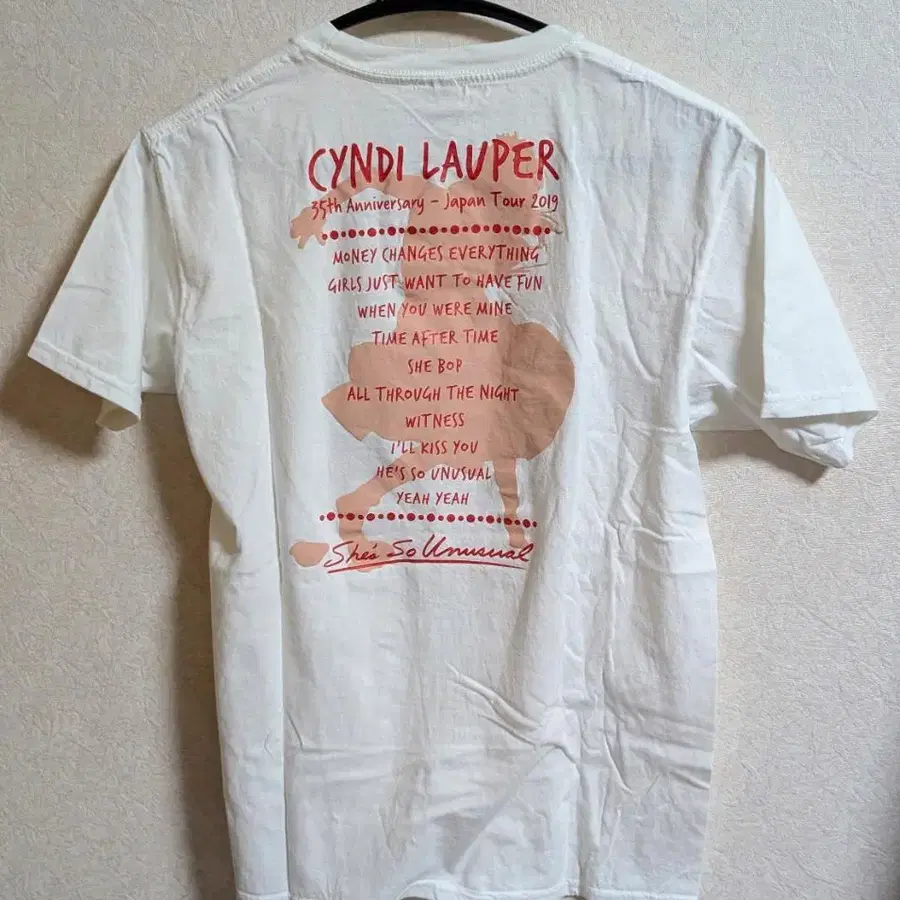 CYNDI LAUPER
35th Anniversary - Japan Tour 2019
MONEY CHANGES EVERYTHING
GIRLS JUST WANT TO HAVE FUN
WHEN YOU WERE MINE
TIME AFTER TIME
SHE BOP
ALL THROUGH THE NIGHT
WITNESS
I'LL KISS YOU
HE'S SO UNUSUAL
YEAH YEAH
She's So Unusual